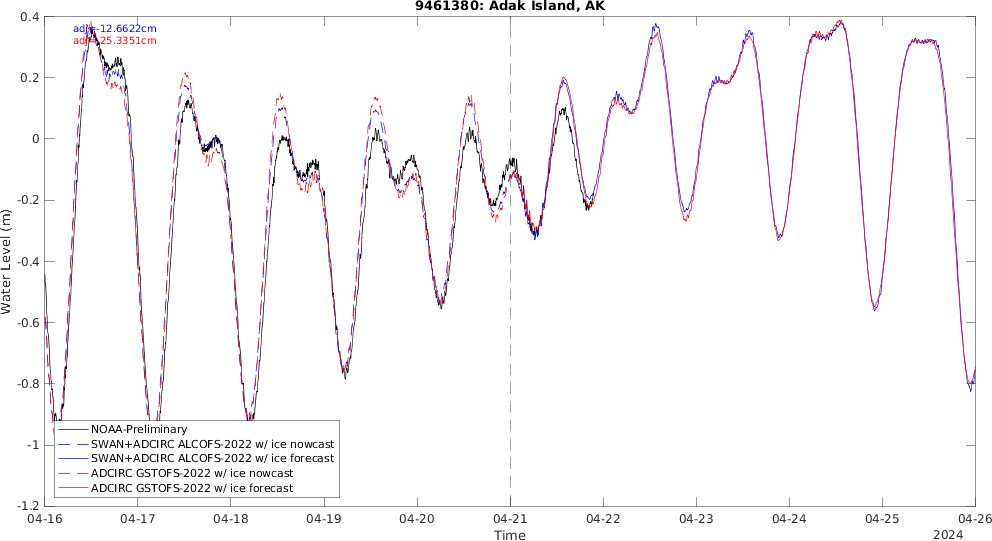 9461380: Adak Island, AK
adj=-12.6622cm
adj=25.3351cm
0.4
0.2
0
-0.2
-0.4
-0.6
-0.8
-1
-1.2
Water Level (m)
NOAA-Preliminary
SWAN+ADCIRC ALCOFS-2022 w/ ice nowcast
SWAN+ADCIRC ALCOFS-2022 w/ ice forecast
ADCIRC GSTOFS-2022 w/ ice nowcast
ADCIRC GSTOFS-2022 w/ ice forecast
04-16 04-17 04-18 04-19 04-20 04-21 04-22 04-23 04-24 04-25 04-26
Time
2024